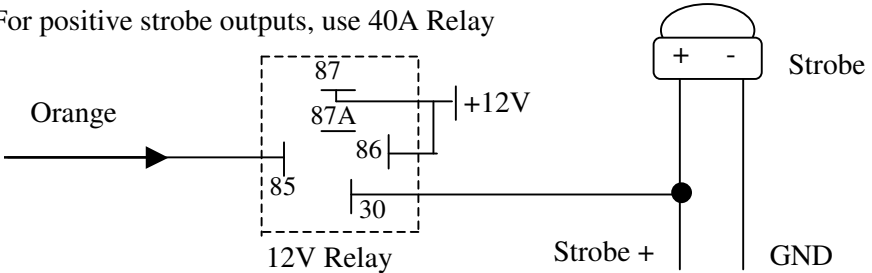 For positive strobe outputs, use 40A Relay
+ -
Strobe
87
+12V
Orange
87A
86
85
30
12V Relay
Strobe +
GND